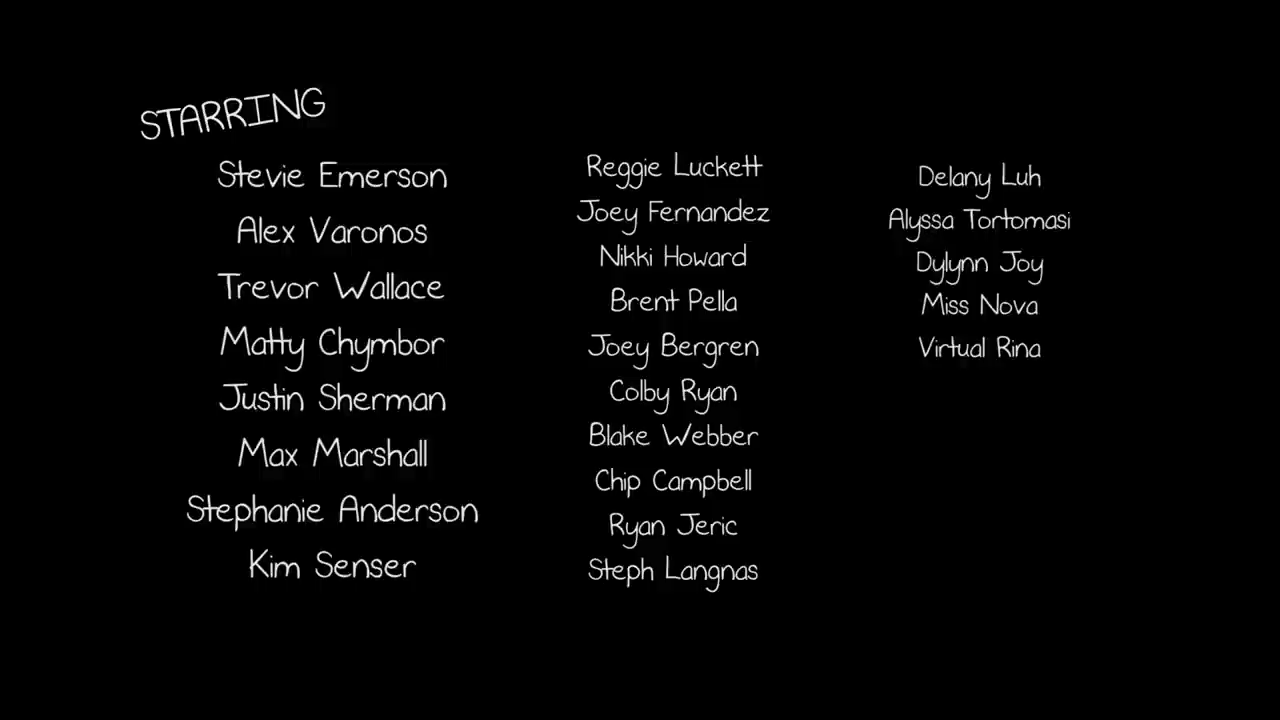 STARRING
Stevie Emerson
Alex Varonos
Trevor Wallace
Matty Chymbor
Justin Sherman
Max Marshall
Stephanie Anderson
Kim Senser
Reggie Luckett
Joey Fernandez
Nikki Howard
Brent Pella
Joey Bergren
Colby Ryan
Blake Webber
Chip Campbell
Ryan Jeric
Steph Langnas
Delany Luh
Alyssa Tortomasi
Dylynn Joy
Miss Nova
Virtual Rina